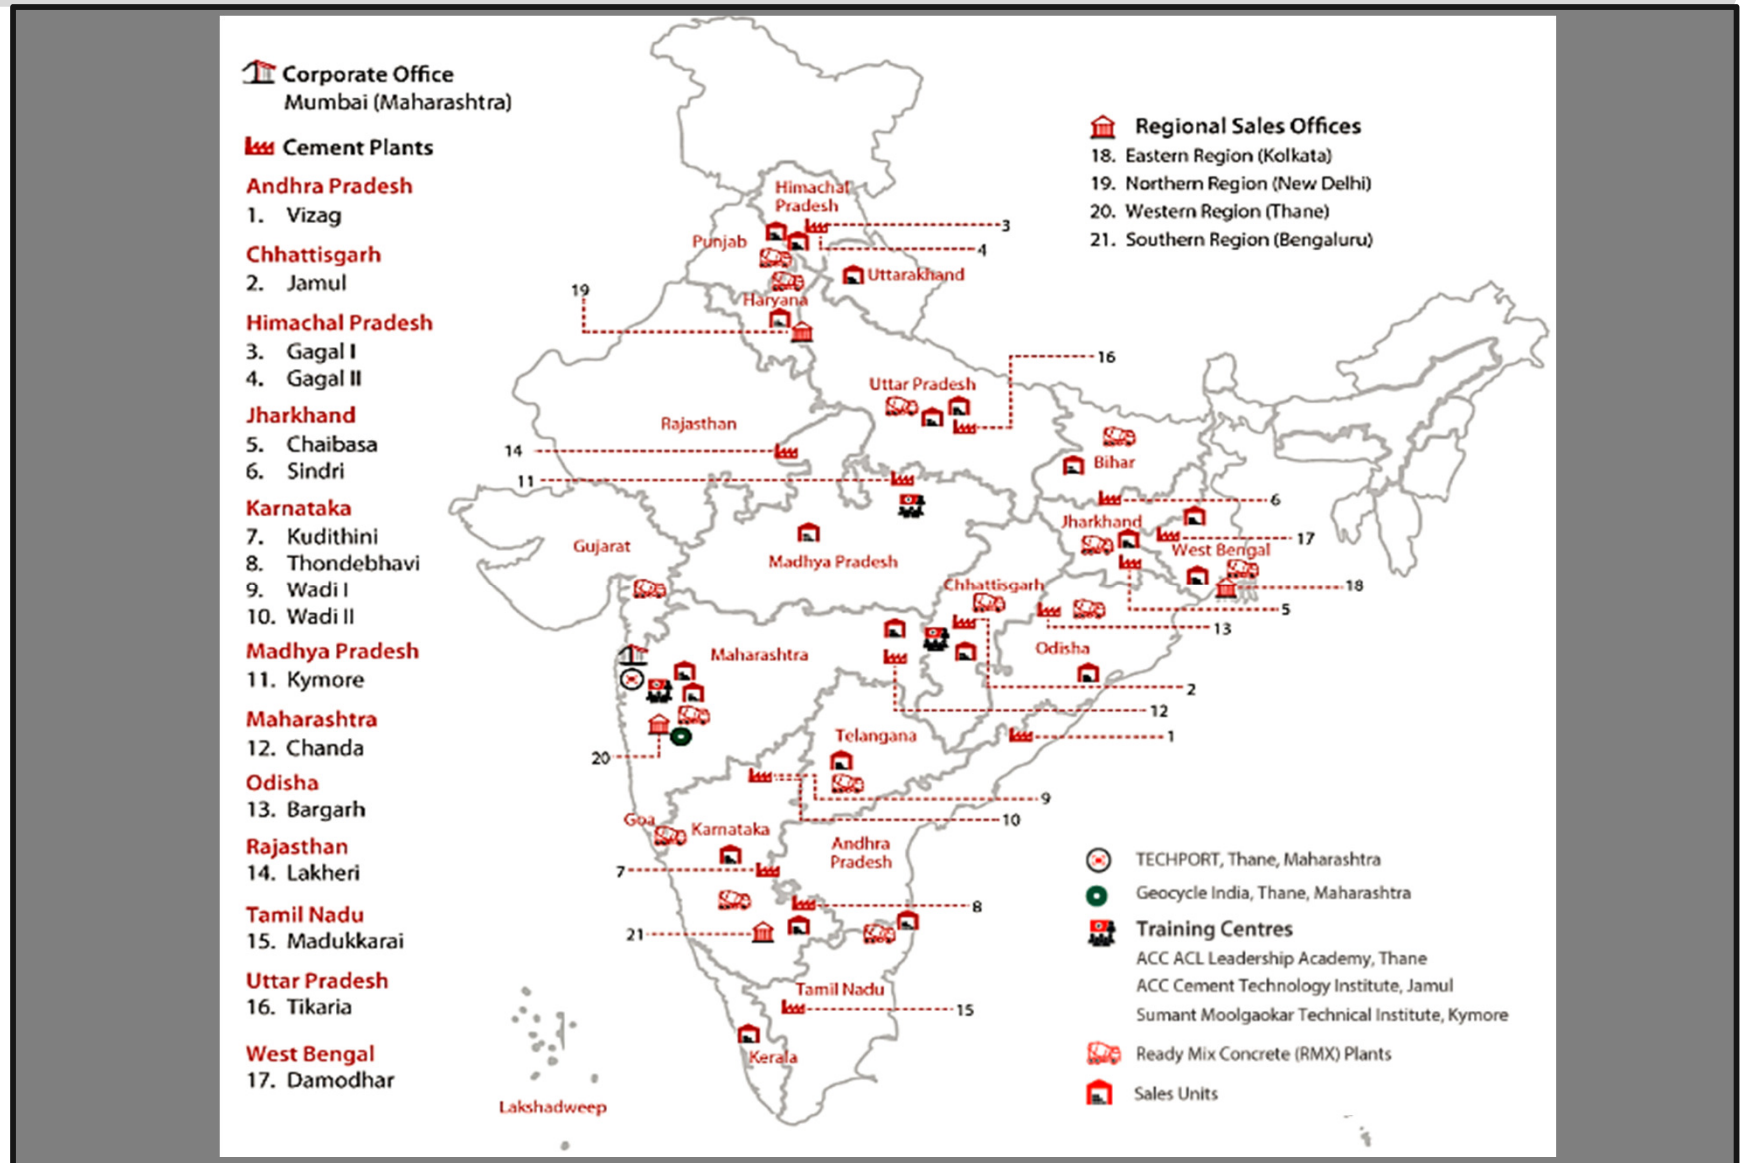 Corporate Office
Mumbai (Maharashtra)
Cement Plants
Andhra Pradesh
1. Vizag
Chhattisgarh
2. Jamul
Himachal Pradesh
3. Gagal I
4. Gagal II
Jharkhand
5. Chaibasa
6. Sindri
Karnataka
7. Kudithini
8. Thondebhavi
9. Wadi I
10. Wadi II
Madhya Pradesh
11. Kymore
Maharashtra
12. Chanda
Odisha
13. Bargarh
Rajasthan
14. Lakheri
Tamil Nadu
15. Madukkarai
Uttar Pradesh
16. Tikaria
West Bengal
17. Damodhar
Regional Sales Offices
18. Eastern Region (Kolkata)
19. Northern Region (New Delhi)
20. Western Region (Thane)
21. Southern Region (Bengaluru)
Himachal
Pradesh
3
Punjab
4
Uttarakhand
19
Haryana
16
Uttar Pradesh
Rajasthan
14
Bihar
11
6
Jharkhand
17
Gujarat
West Bengal
Madhya Pradesh
Chhattisgarh
18
5
13
Odisha
Maharashtra
2
12
Telangana
1
20
9
Goa
10
Karnataka
Andhra
Pradesh
7
8
21
Tamil Nadu
15
Kerala
Lakshadweep
TECHPORT, Thane, Maharashtra
Geocycle India, Thane, Maharashtra
Training Centres
ACC ACL Leadership Academy, Thane
ACC Cement Technology Institute, Jamul
Sumant Moolgaokar Technical Institute, Kymore
Ready Mix Concrete (RMX) Plants
Sales Units